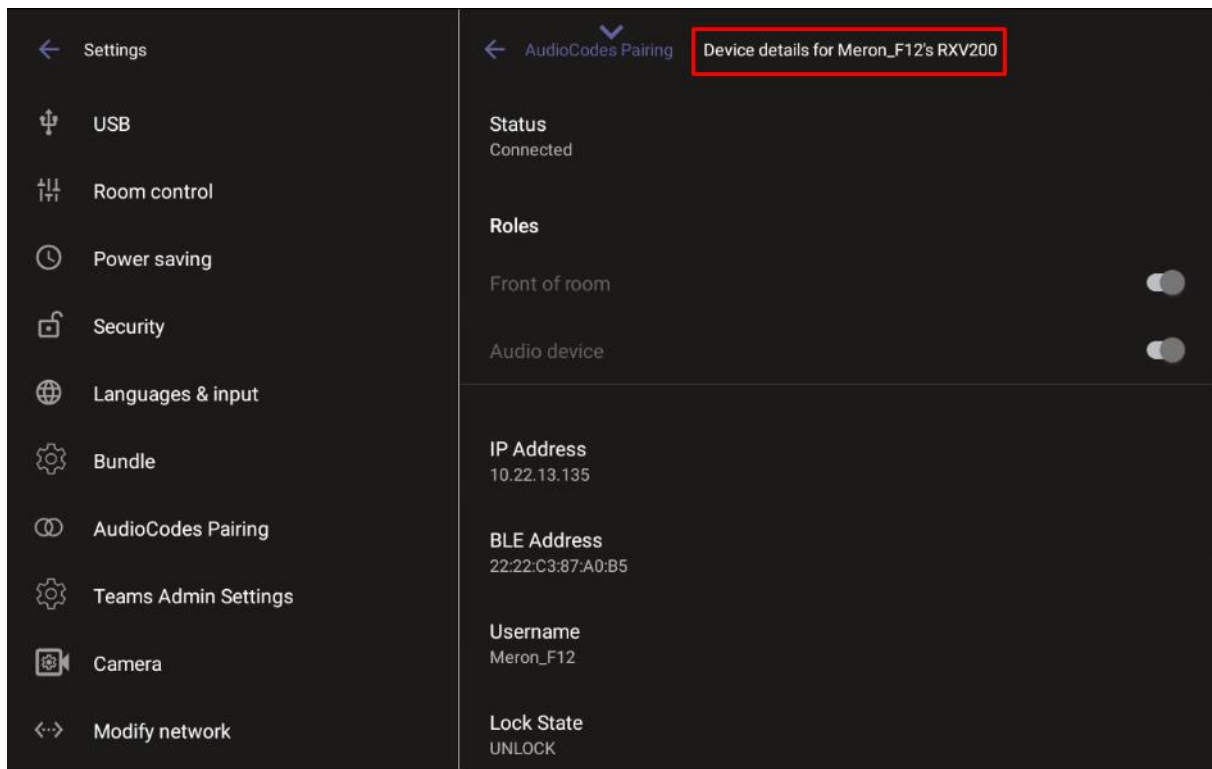 Settings
USB
Room control
Power saving
Security
Languages & input
Bundle
AudioCodes Pairing
Teams Admin Settings
Camera
Modify network
AudioCodes Pairing Device details for Meron_F12's RXV200
Status
Connected
Roles
Front of room
Audio device
IP Address
10.22.13.135
BLE Address
22:22:C3:87:A0:B5
Username
Meron_F12
Lock State
UNLOCK